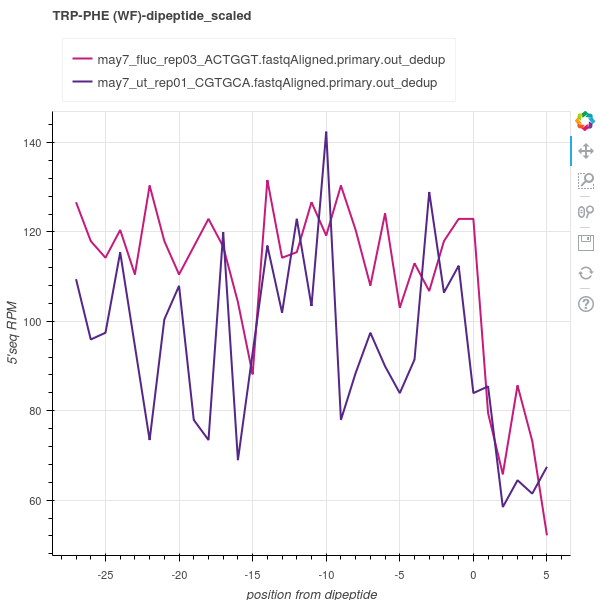 TRP-PHE (WF)-dipeptide_scaled
may7_fluc_rep03_ACTGGT.fastqAligned.primary.out_dedup
may7_ut_rep01_CGTGCA.fastqAligned.primary.out_dedup
140
120
100
80
60
5'seq RPM
-25 -20 -15 -10 -5 0 5
position from dipeptide